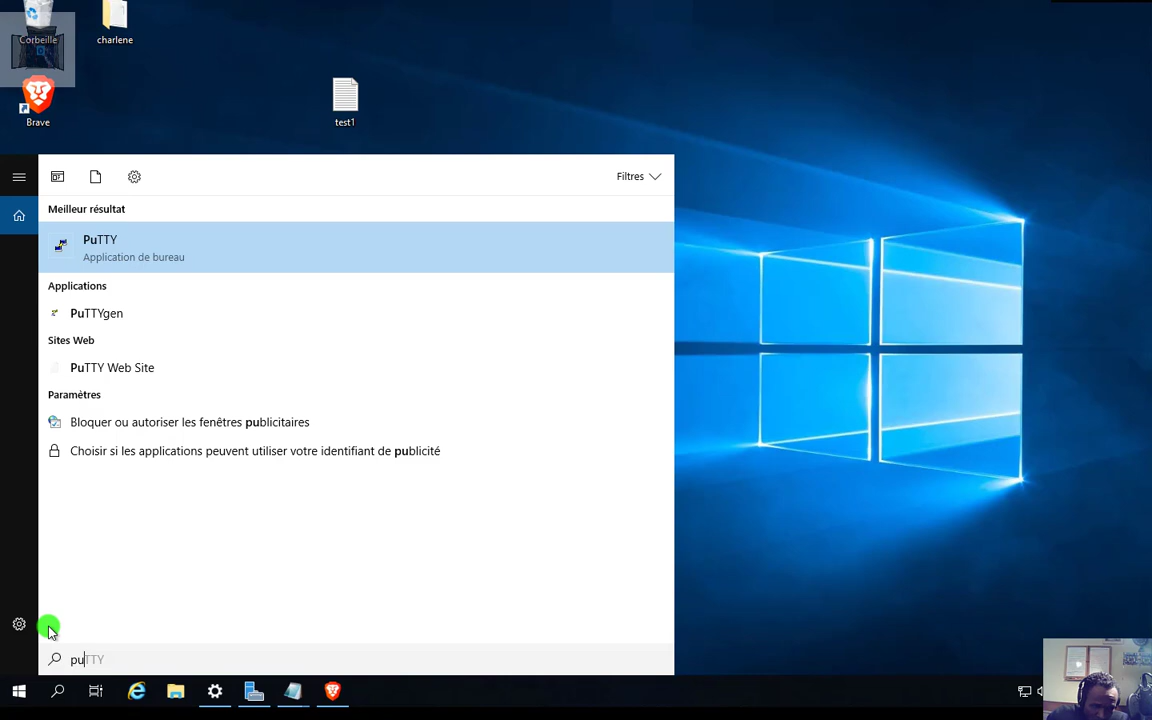 Corbeille
charlene
Brave
test1
Filtres
Meilleur résultat
PuTTY
Application de bureau
Applications
PuTTYgen
Sites Web
PuTTY Web Site
Paramètres
Bloquer ou autoriser les fenêtres publicitaires
Choisir si les applications peuvent utiliser votre identifiant de publicité
puTTY